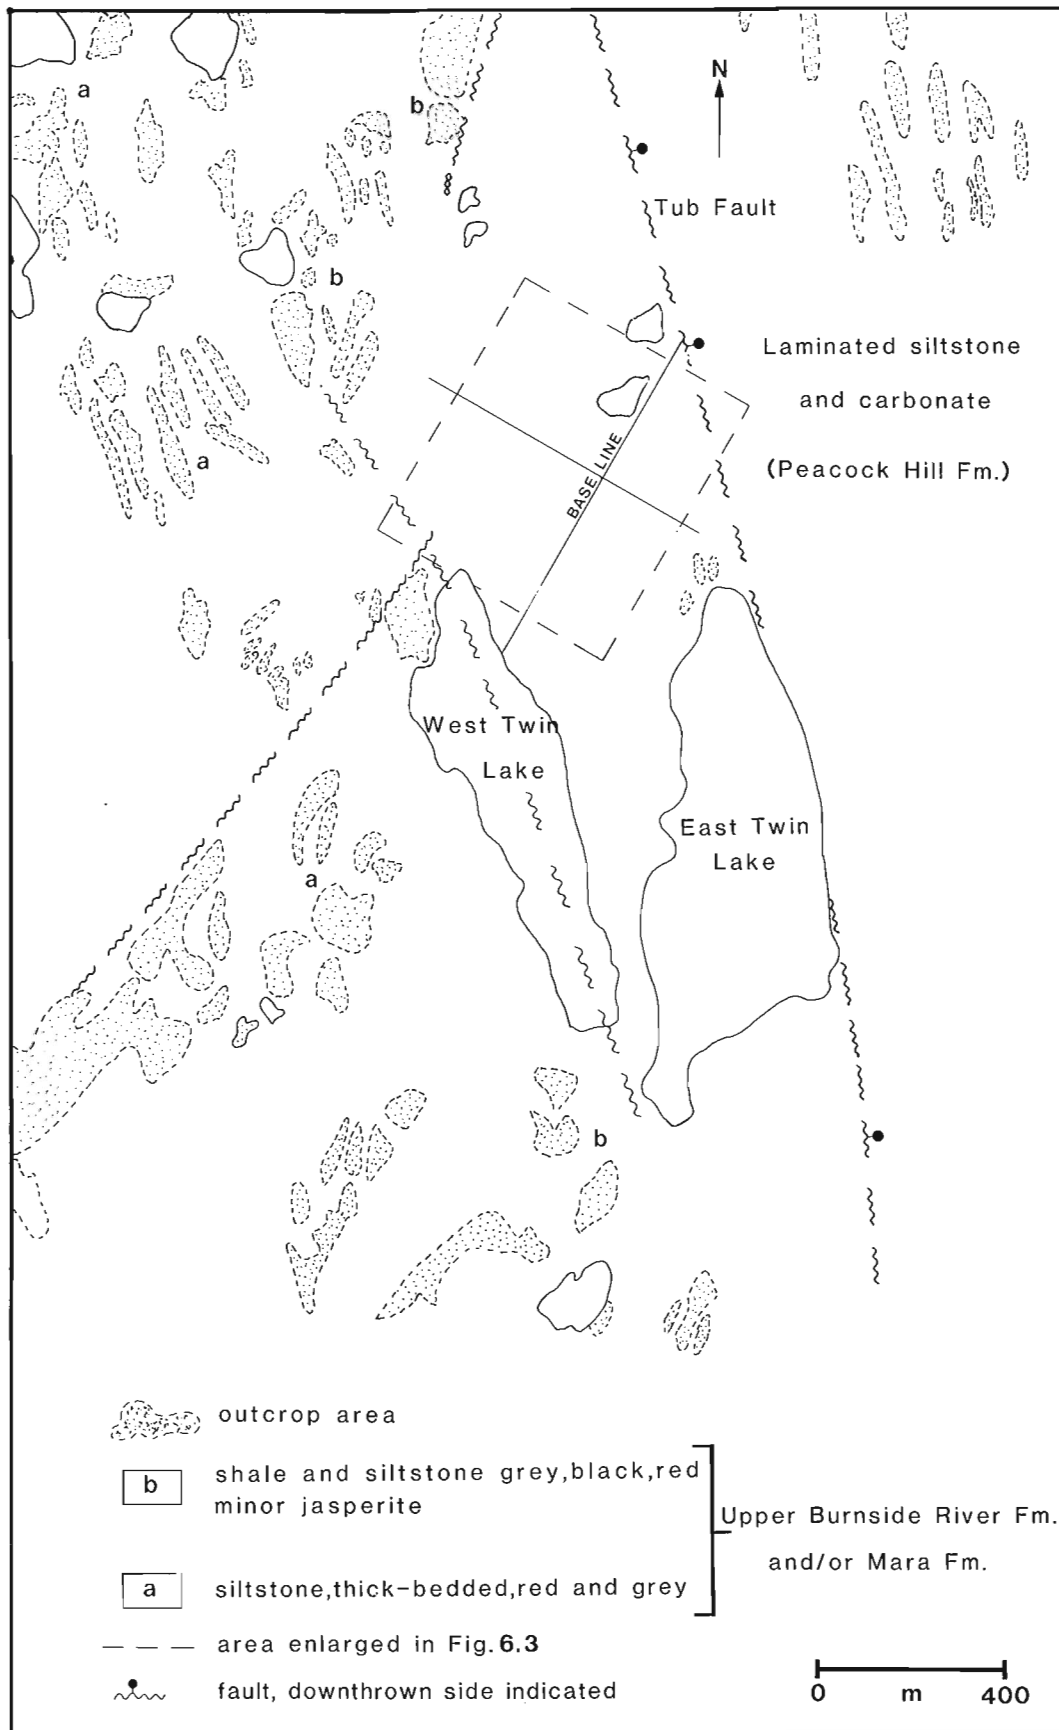 a
b
N
Tub Fault
b
Laminated siltstone
and carbonate
(Peacock Hill Fm.)
a
BASE LINE
West Twin
Lake
East Twin
Lake
a
b
outcrop area
b
shale and siltstone grey,black,red
minor jasperite
Upper Burnside River Fm.
and/or Mara Fm.
a
siltstone,thick-bedded,red and grey
area enlarged in Fig.6.3
fault, downthrown side indicated
0 m 400